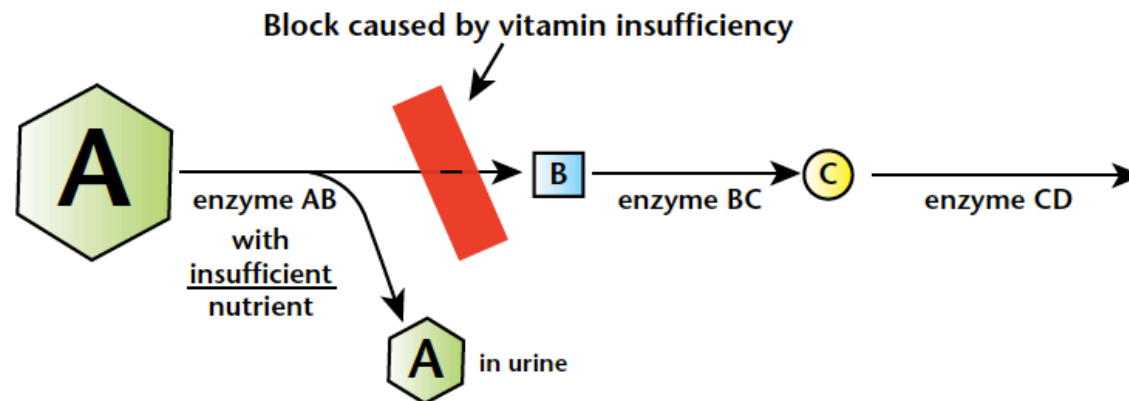 Block caused by vitamin insufficiency
A
B
C
enzyme AB
enzyme BC
enzyme CD
with
insufficient
nutrient
A
in urine